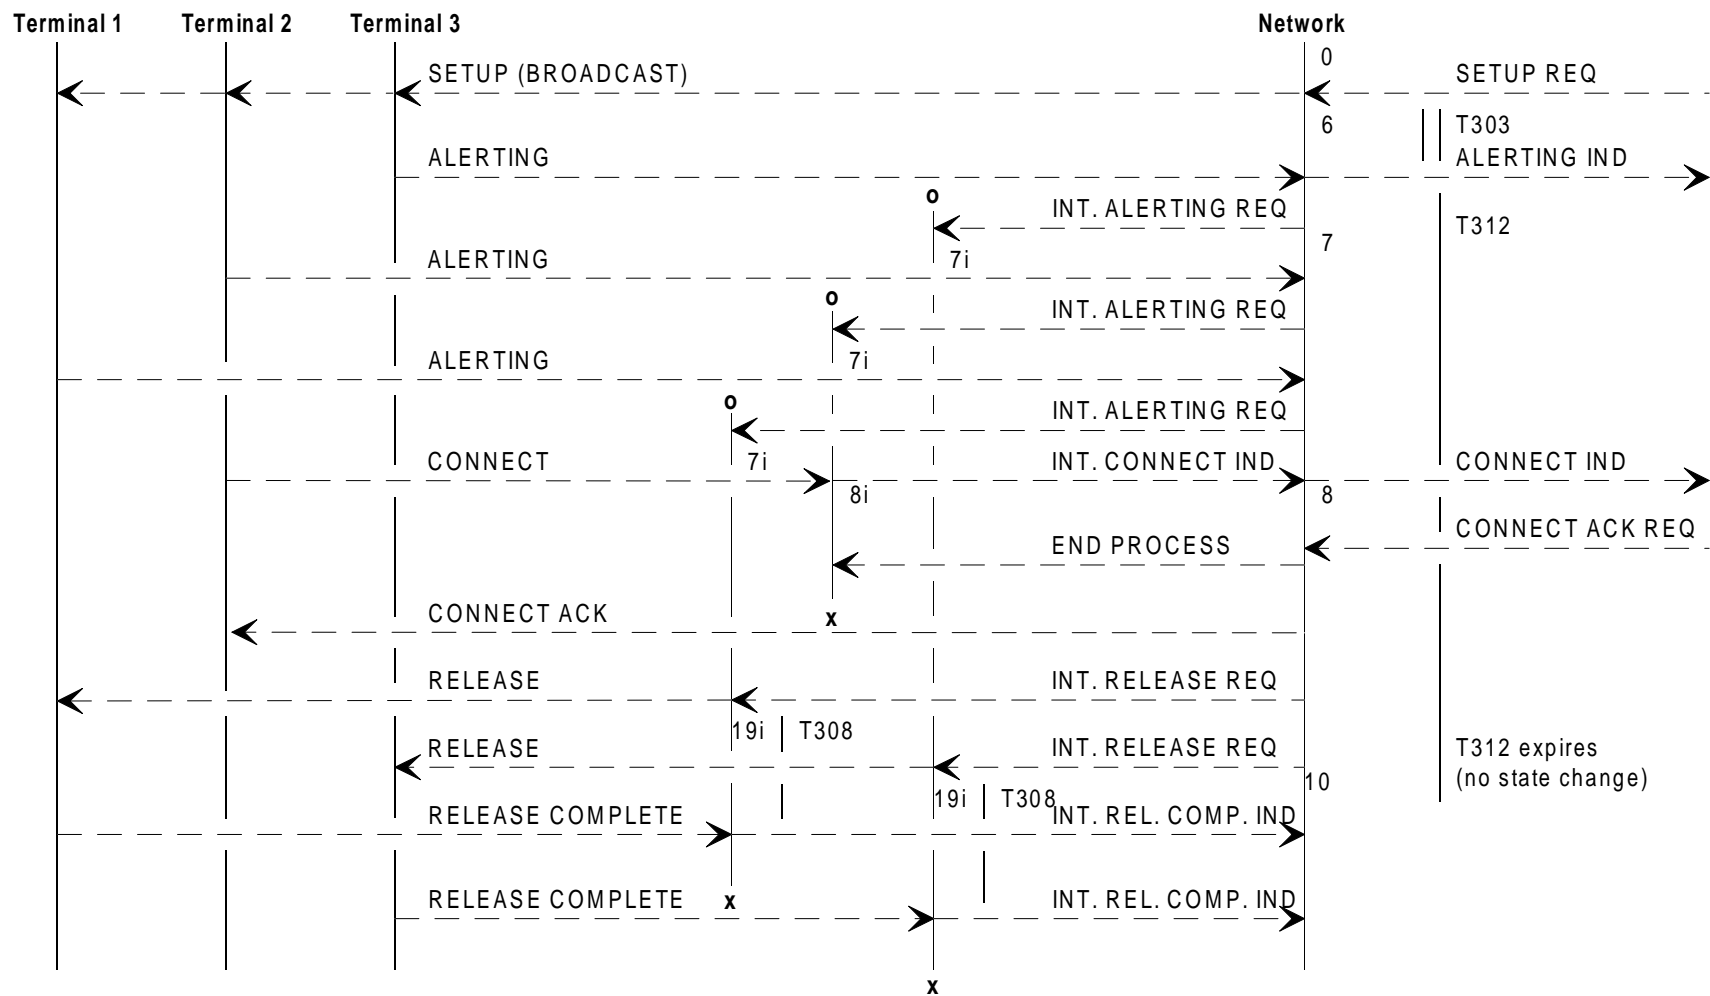 Terminal 1 Terminal 2 Terminal 3 Network
0
SETUP (BROADCAST) SETUP REQ
6 T303
ALERTING ALERTING IND
o
INT. ALERTING REQ T312
7
ALERTING 7i
o
INT. ALERTING REQ
ALERTING 7i
o
INT. ALERTING REQ
CONNECT 7i INT. CONNECT IND CONNECT IND
8i 8
CONNECT ACK REQ
END PROCESS
CONNECT ACK x
RELEASE INT. RELEASE REQ
19i T308
RELEASE INT. RELEASE REQ T312 expires
10 (no state change)
19i T308
RELEASE COMPLETE INT. REL. COMP. IND
RELEASE COMPLETE x INT. REL. COMP. IND
x